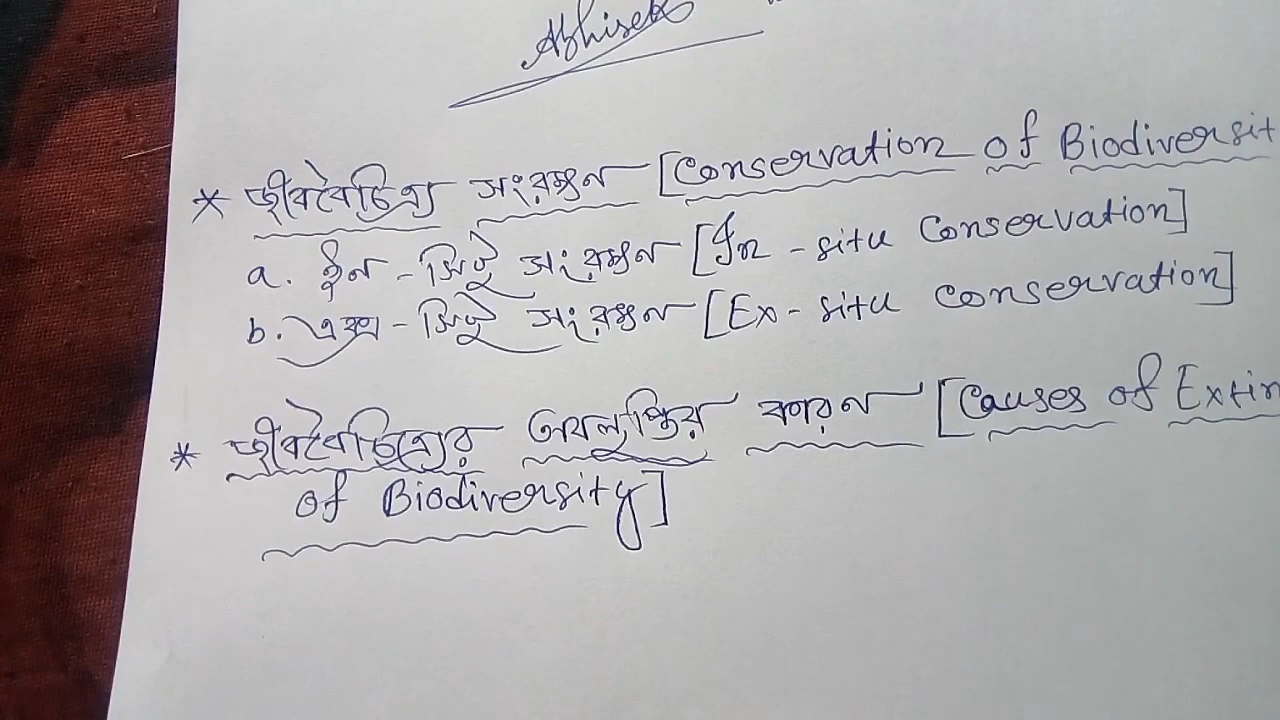 Abhisek
* জীববৈচিত্র্য সংরক্ষণ [Conservation of Biodiversit
a. ইন - সিটু সংরক্ষণ [In - situ Conservation]
b. এক্স - সিটু সংরক্ষণ [Ex - situ Conservation]
* জীববৈচিত্র্যের অবলুপ্তির কারণ [Causes of Extin
of Biodiversity]